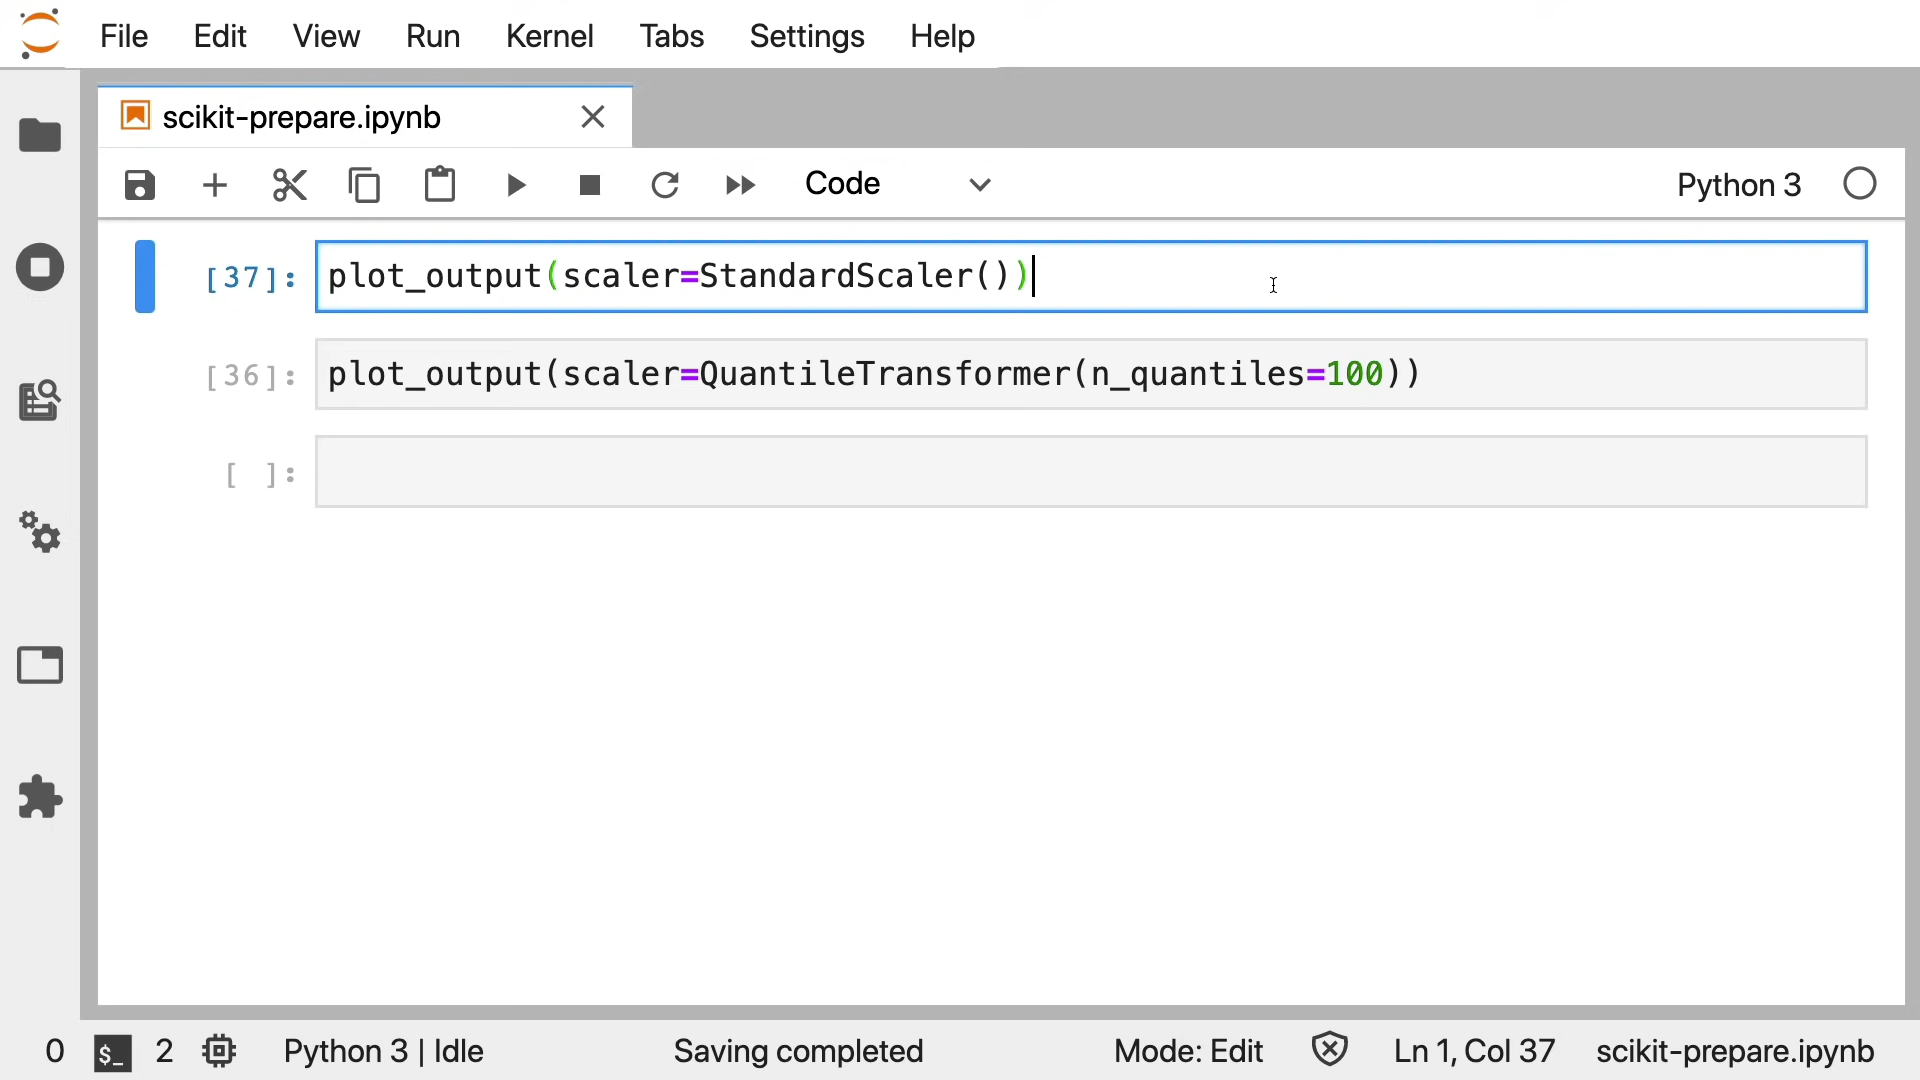 File Edit View Run Kernel Tabs Settings Help
scikit-prepare.ipynb
Code Python 3
[37]: plot_output(scaler=StandardScaler())
[36]: plot_output(scaler=QuantileTransformer(n_quantiles=100))
[ ]:
0 $_ 2 Python 3 | Idle Saving completed Mode: Edit Ln 1, Col 37 scikit-prepare.ipynb